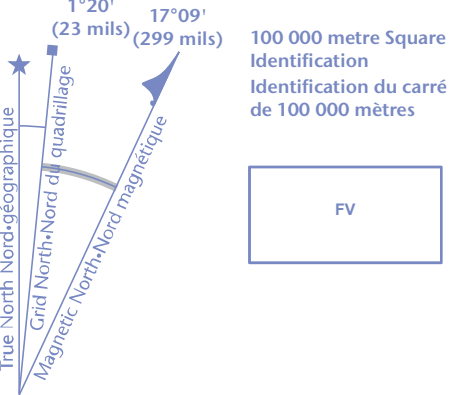 1°20'
(23 mils)
17°09'
(299 mils)
True North Nord•géographique
Grid North•Nord du quadrillage
Magnetic North•Nord magnétique
100 000 metre Square
Identification
Identification du carré
de 100 000 mètres
FV